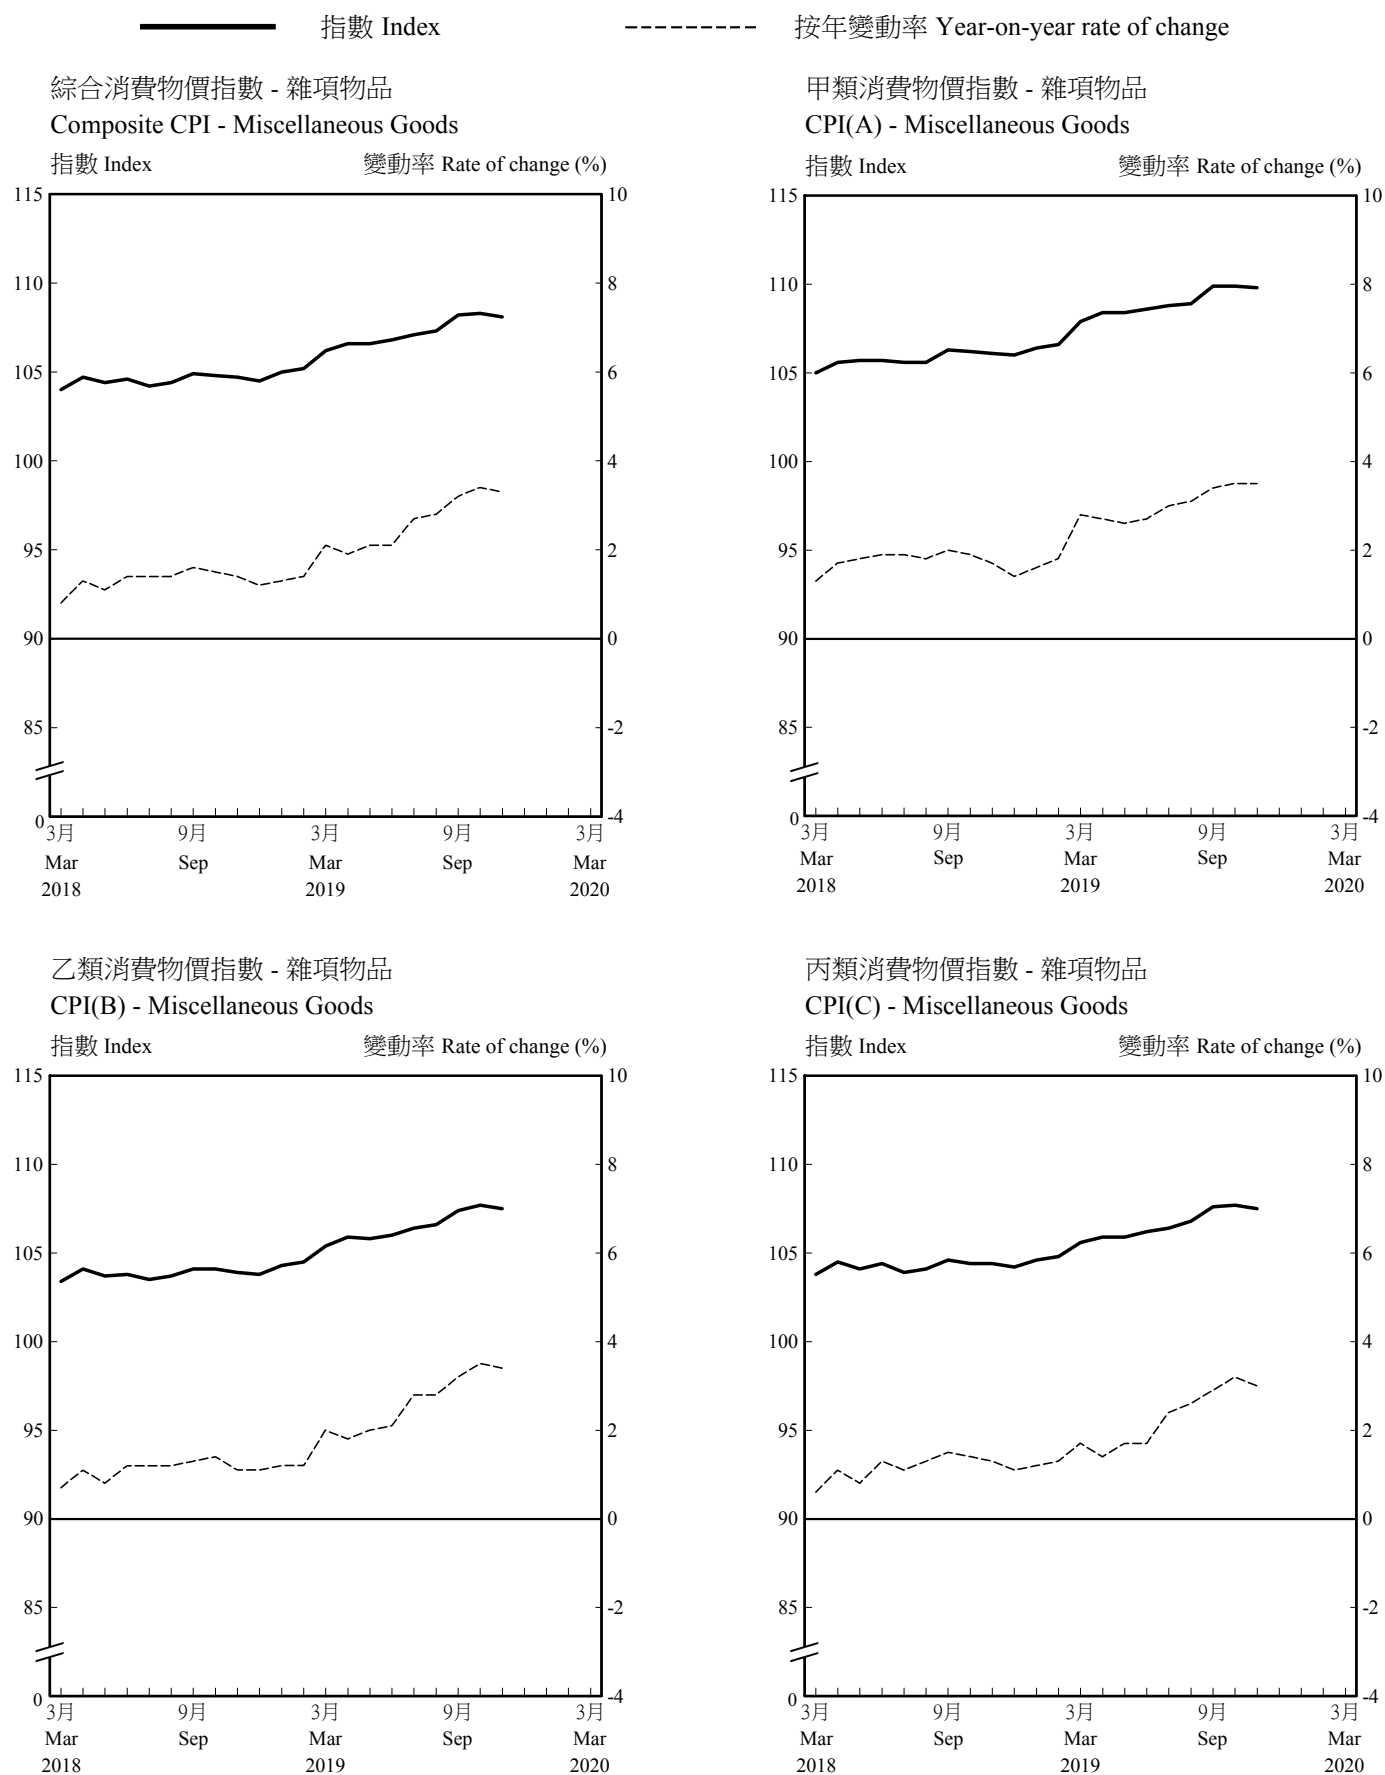 指數 Index 按年變動率 Year-on-year rate of change
綜合消費物價指數 - 雜項物品
Composite CPI - Miscellaneous Goods
指數 Index 變動率 Rate of change (%)
115 10
110 8
105 6
100 4
95 2
90 0
85 -2
0 -4
3月 9月 3月 9月 3月
Mar Sep Mar Sep Mar
2018 2019 2020
甲類消費物價指數 - 雜項物品
CPI(A) - Miscellaneous Goods
指數 Index 變動率 Rate of change (%)
115 10
110 8
105 6
100 4
95 2
90 0
85 -2
0 -4
3月 9月 3月 9月 3月
Mar Sep Mar Sep Mar
2018 2019 2020
乙類消費物價指數 - 雜項物品
CPI(B) - Miscellaneous Goods
指數 Index 變動率 Rate of change (%)
115 10
110 8
105 6
100 4
95 2
90 0
85 -2
0 -4
3月 9月 3月 9月 3月
Mar Sep Mar Sep Mar
2018 2019 2020
丙類消費物價指數 - 雜項物品
CPI(C) - Miscellaneous Goods
指數 Index 變動率 Rate of change (%)
115 10
110 8
105 6
100 4
95 2
90 0
85 -2
0 -4
3月 9月 3月 9月 3月
Mar Sep Mar Sep Mar
2018 2019 2020